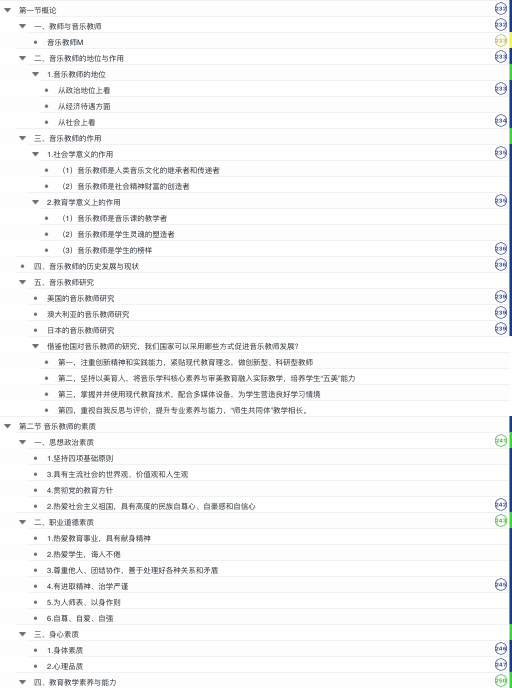 第一节概论 232
一、教师与音乐教师 232
音乐教师M
二、音乐教师的地位与作用 233
1.音乐教师的地位
从政治地位上看 233
从经济待遇方面
从社会上看 234
三、音乐教师的作用
1.社会学意义的作用 235
（1）音乐教师是人类音乐文化的继承者和传递者
（2）音乐教师是社会精神财富的创造者
2.教育学意义上的作用 235
（1）音乐教师是音乐课的教学者
（2）音乐教师是学生灵魂的塑造者
（3）音乐教师是学生的榜样 236
四、音乐教师的历史发展与现状 236
五、音乐教师研究
美国的音乐教师研究 239
澳大利亚的音乐教师研究 239
日本的音乐教师研究 239
借鉴他国对音乐教师的研究，我们国家可以采用哪些方式促进音乐教师发展？
第一，注重创新精神和实践能力，紧贴现代教育理念，做创新型、科研型教师
第二，坚持以美育人，将音乐学科核心素养与审美教育融入实际教学，培养学生“五美”能力
第三，掌握并并使用现代教育技术，配合多媒体设备，为学生营造良好学习情境
第四，重视自我反思与评价，提升专业素养与能力，“师生共同体”教学相长。
第二节 音乐教师的素质
一、思想政治素质 241
1.坚持四项基础原则
3.具有主流社会的世界观、价值观和人生观
4.贯彻党的教育方针
2.热爱社会主义祖国，具有高度的民族自尊心、自豪感和自信心 242
二、职业道德素质 243
1.热爱教育事业，具有献身精神
2.热爱学生，诲人不倦
3.尊重他人、团结协作，善于处理好各种关系和矛盾
4.有进取精神、治学严谨 245
5.为人师表、以身作则
6.自尊、自爱、自强
三、身心素质
1.身体素质 246
2.心理品质 247
四、教育教学素养与能力 250